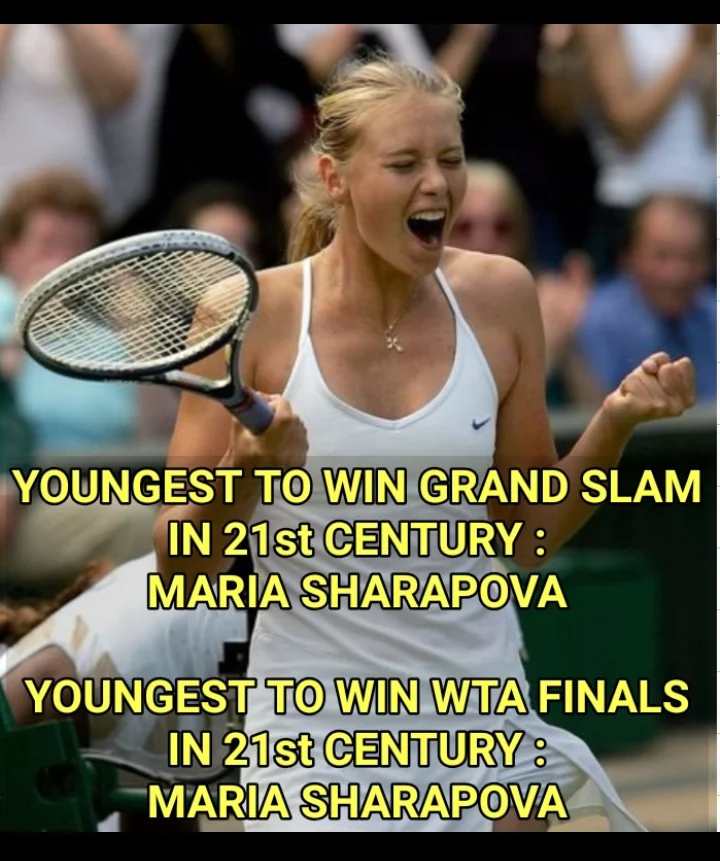 YOUNGEST TO WIN GRAND SLAM
IN 21st CENTURY :
MARIA SHARAPOVA
YOUNGEST TO WIN WTA FINALS
IN 21st CENTURY :
MARIA SHARAPOVA